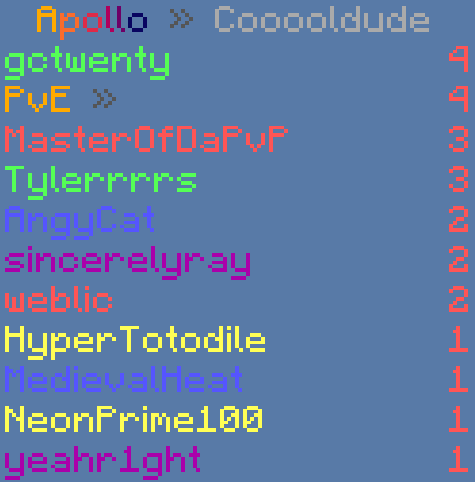 Apollo » Cooooldude
gctwenty 4
PvE » 4
MasterOfDaPvP 3
Tylerrrrs 3
AngyCat 2
sincerelyray 2
weblic 2
HyperTotodile 1
MedievalHeat 1
NeonPrime100 1
yeahr1ght 1